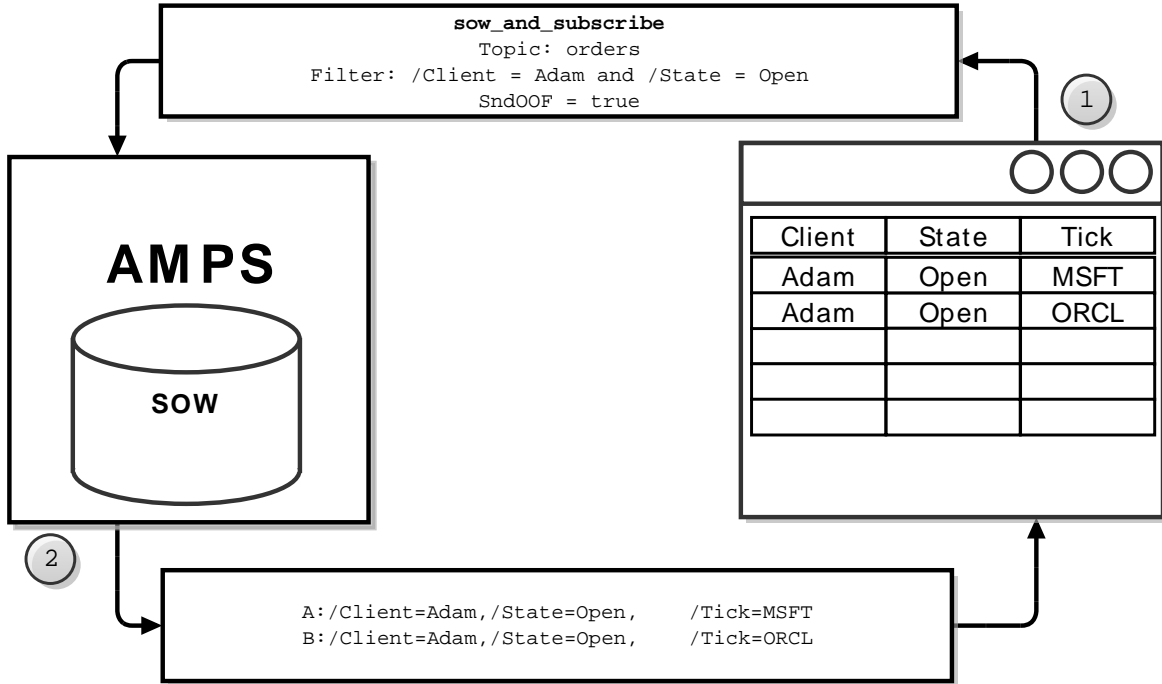 sow_and_subscribe
Topic: orders
Filter: /Client = Adam and /State = Open
SndOOF = true
1
AMPS
SOW
Client State Tick
Adam Open MSFT
Adam Open ORCL
2
A:/Client=Adam,/State=Open, /Tick=MSFT
B:/Client=Adam,/State=Open, /Tick=ORCL